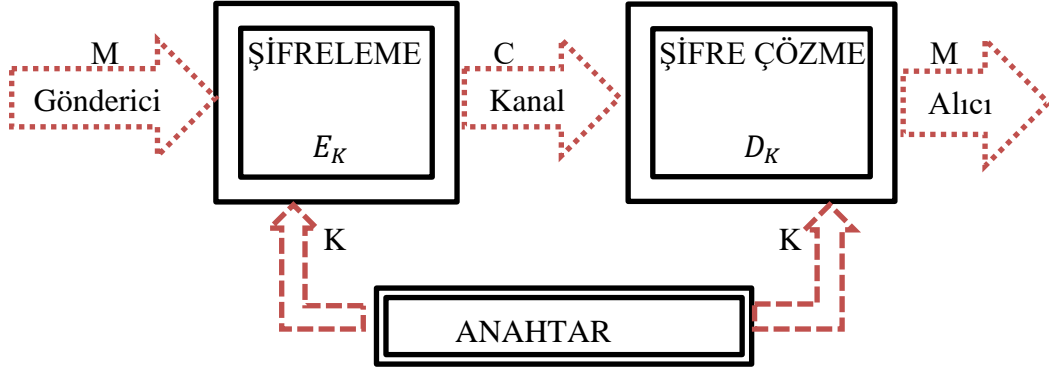 M
Gönderici
ŞİFRELEME
E_K
C
Kanal
ŞİFRE ÇÖZME
D_K
M
Alıcı
K
K
ANAHTAR